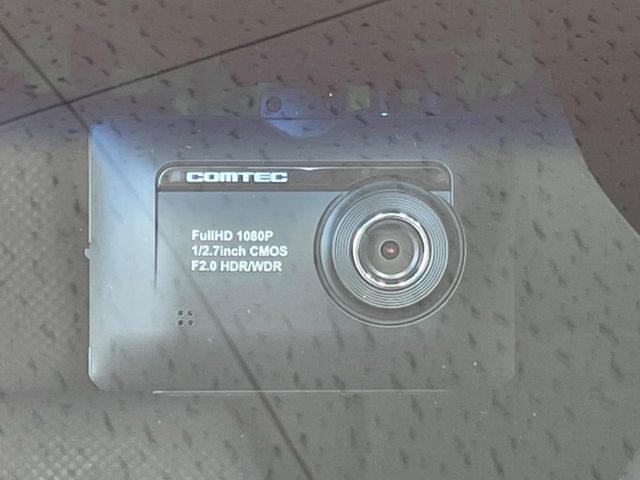 COMTEC
FullHD 1080P
1/2.7inch CMOS
F2.0 HDR/WDR